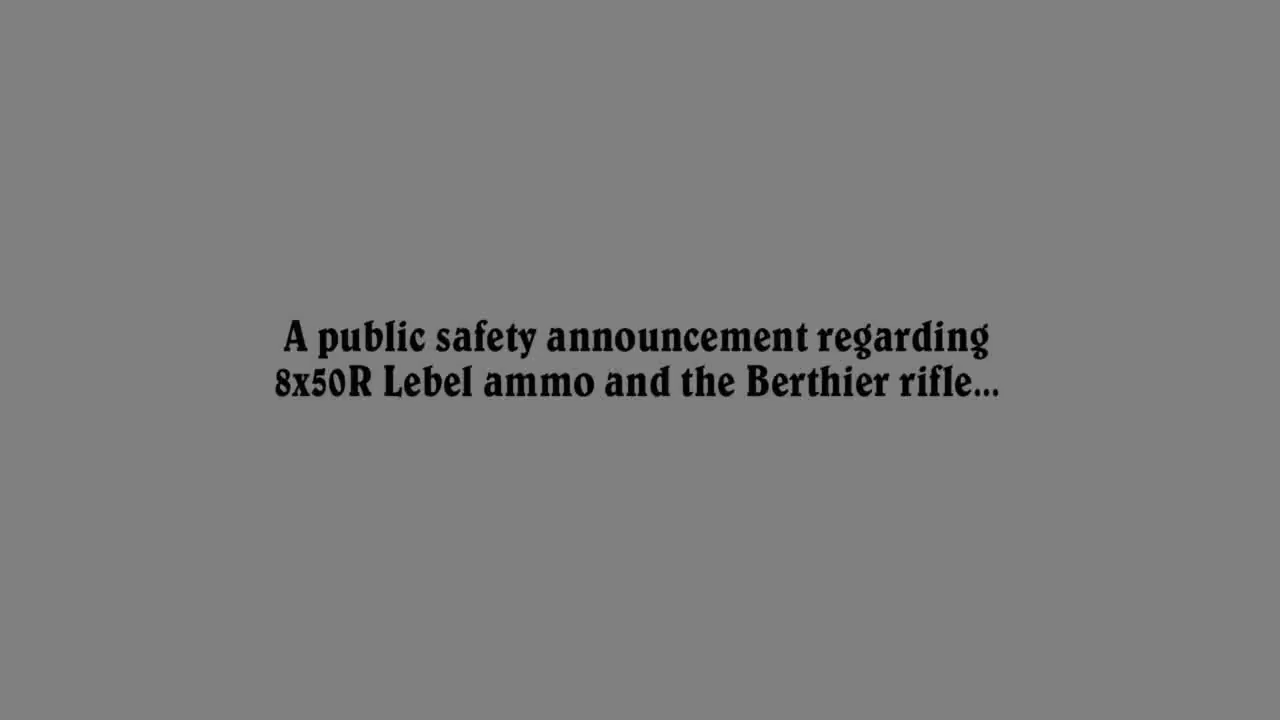 A public safety announcement regarding
8x50R Lebel ammo and the Berthier rifle...